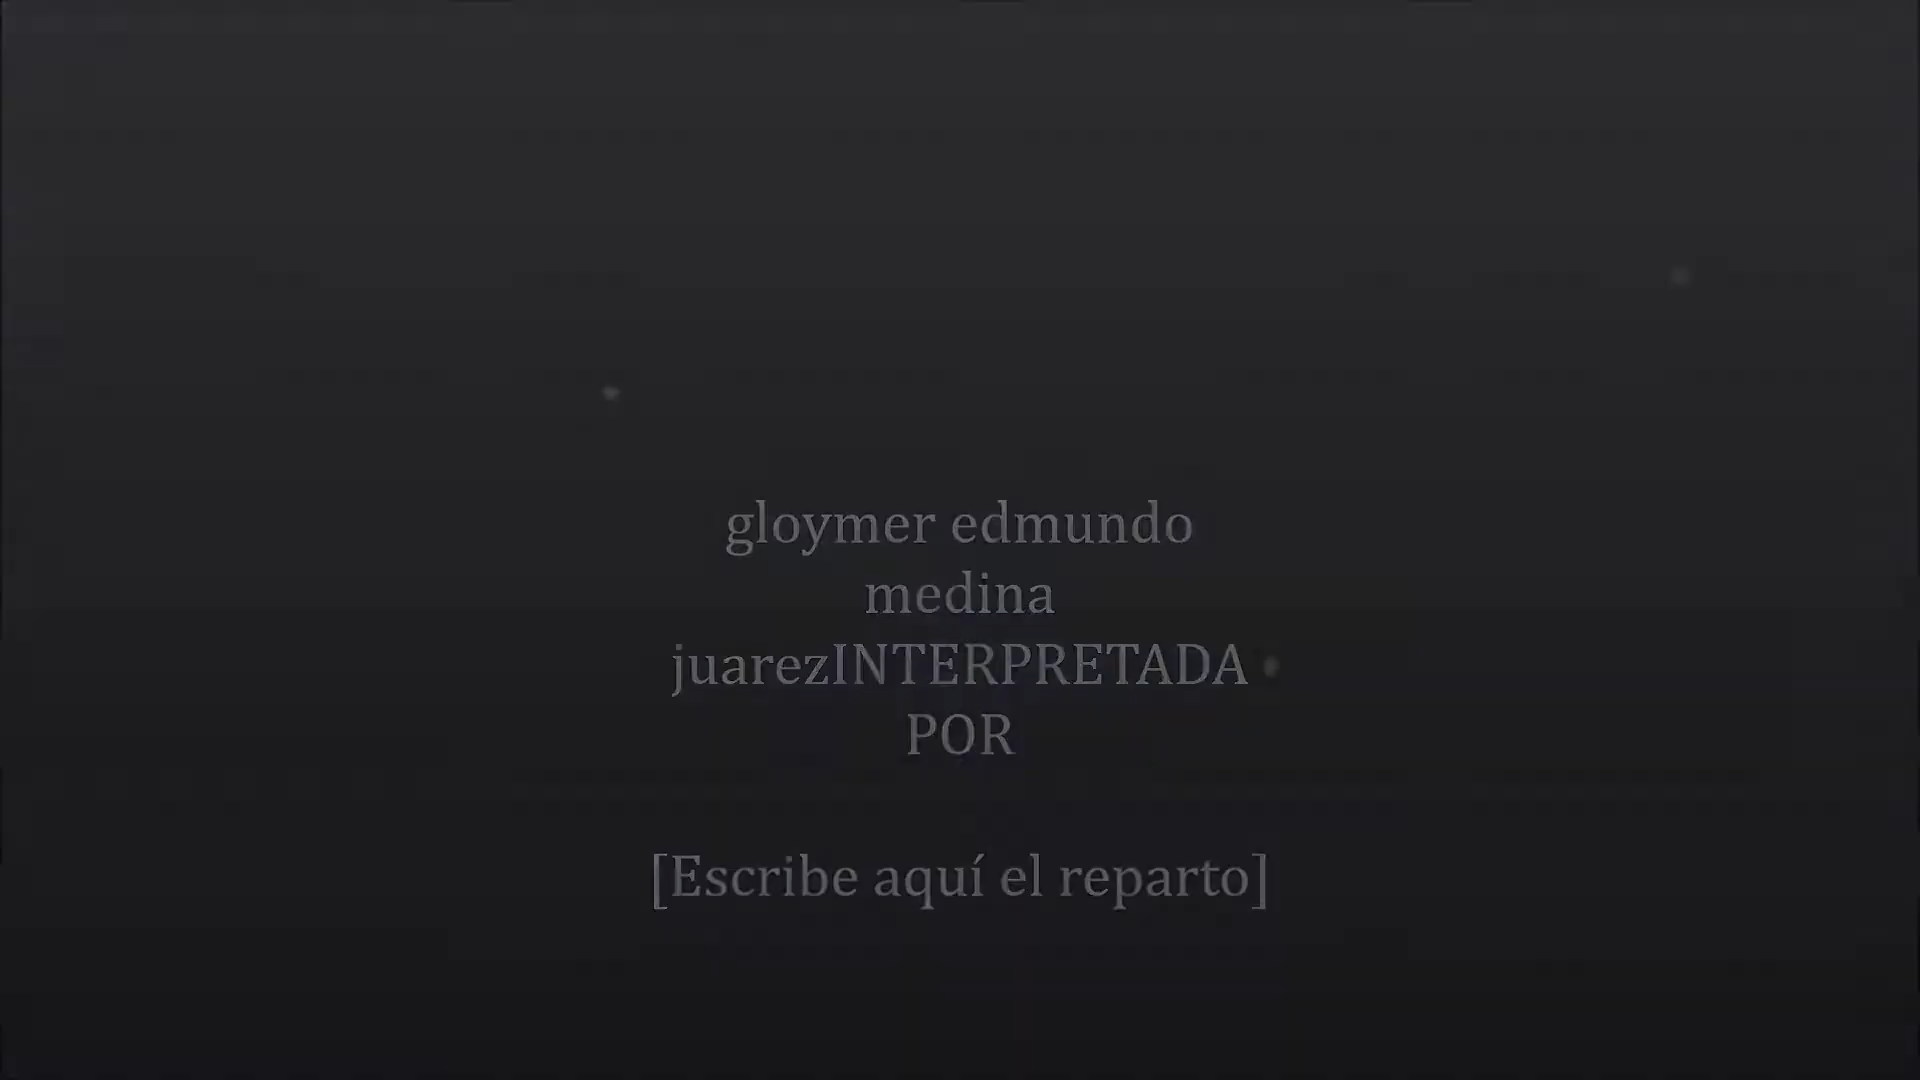 gloymer edmundo
medina
juarezINTERPRETADA
POR
[Escribe aquí el reparto]